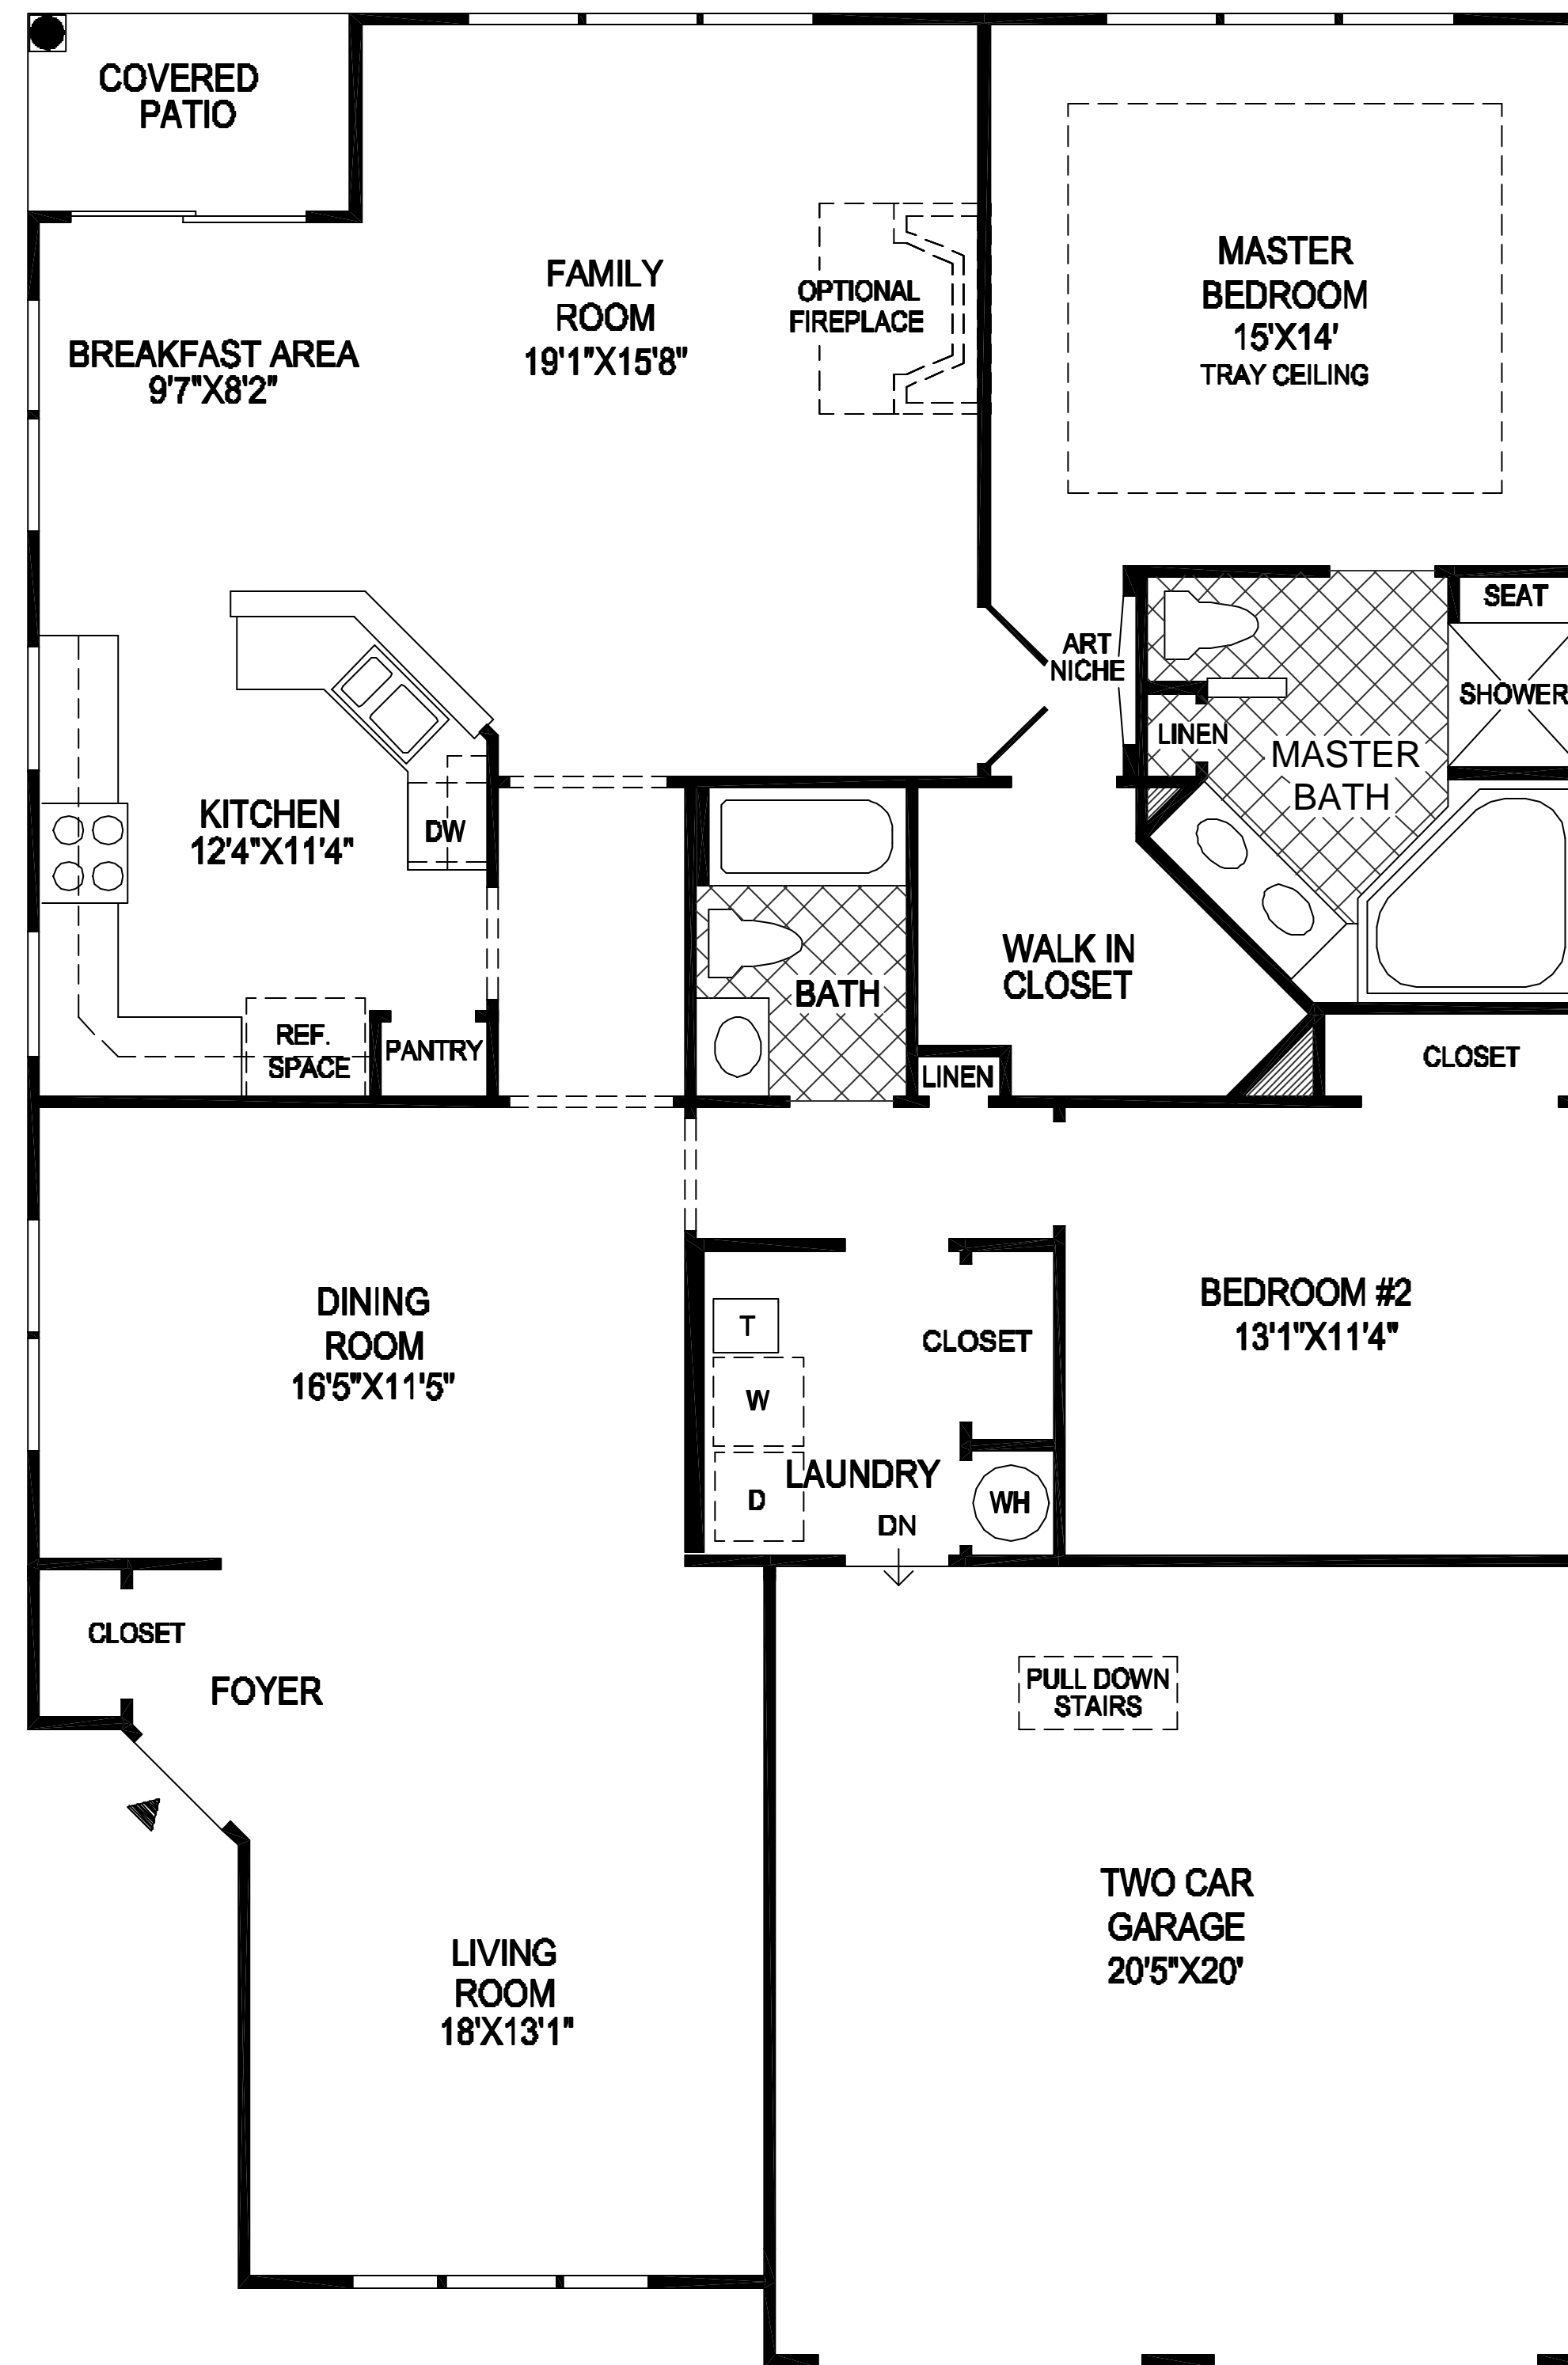 COVERED
PATIO
FAMILY
ROOM
19'1"X15'8"
OPTIONAL
FIREPLACE
MASTER
BEDROOM
15'X14'
TRAY CEILING
BREAKFAST AREA
9'7"X8'2"
ART
NICHE
SEAT
SHOWER
LINEN
MASTER
BATH
KITCHEN
12'4"X11'4"
DW
REF.
SPACE
PANTRY
BATH
LINEN
WALK IN
CLOSET
CLOSET
DINING
ROOM
16'5"X11'5"
T
W
D
LAUNDRY
DN
CLOSET
WH
BEDROOM #2
13'1"X11'4"
CLOSET
FOYER
PULL DOWN
STAIRS
LIVING
ROOM
18'X13'1"
TWO CAR
GARAGE
20'5"X20'